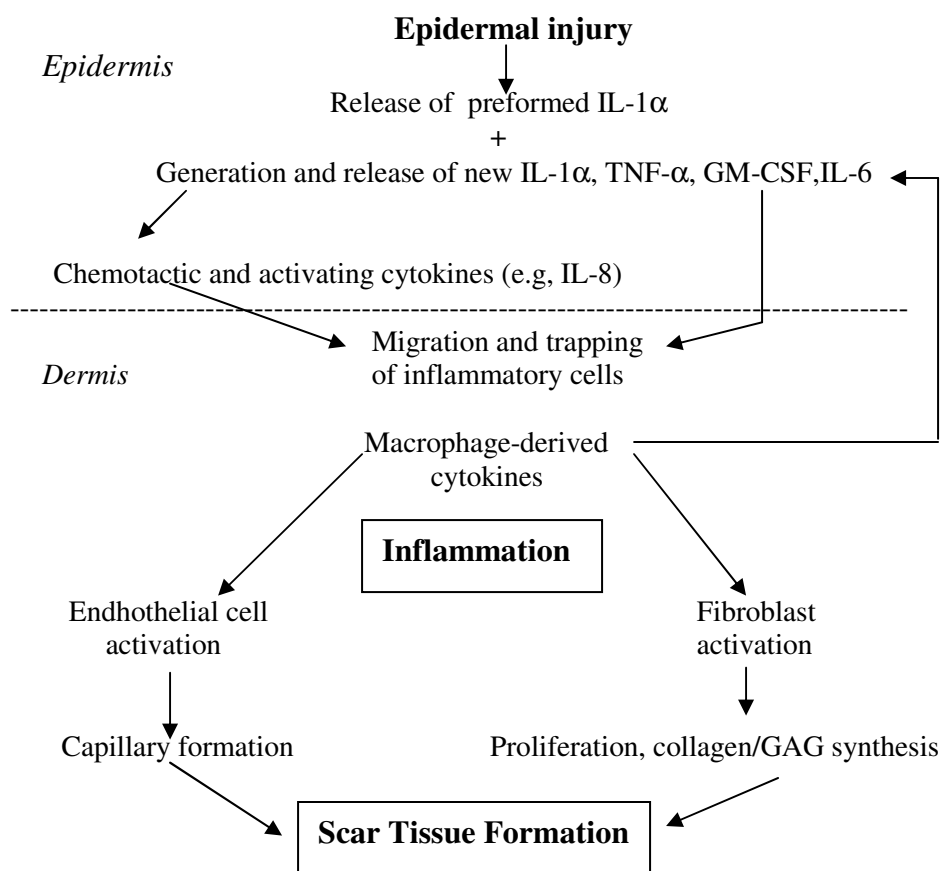 Epidermal injury
Epidermis
Release of preformed IL-1α
+
Generation and release of new IL-1α, TNF-α, GM-CSF,IL-6
Chemotactic and activating cytokines (e.g, IL-8)
Migration and trapping
of inflammatory cells
Dermis
Macrophage-derived
cytokines
Inflammation
Endhothelial cell
activation
Fibroblast
activation
Capillary formation
Proliferation, collagen/GAG synthesis
Scar Tissue Formation